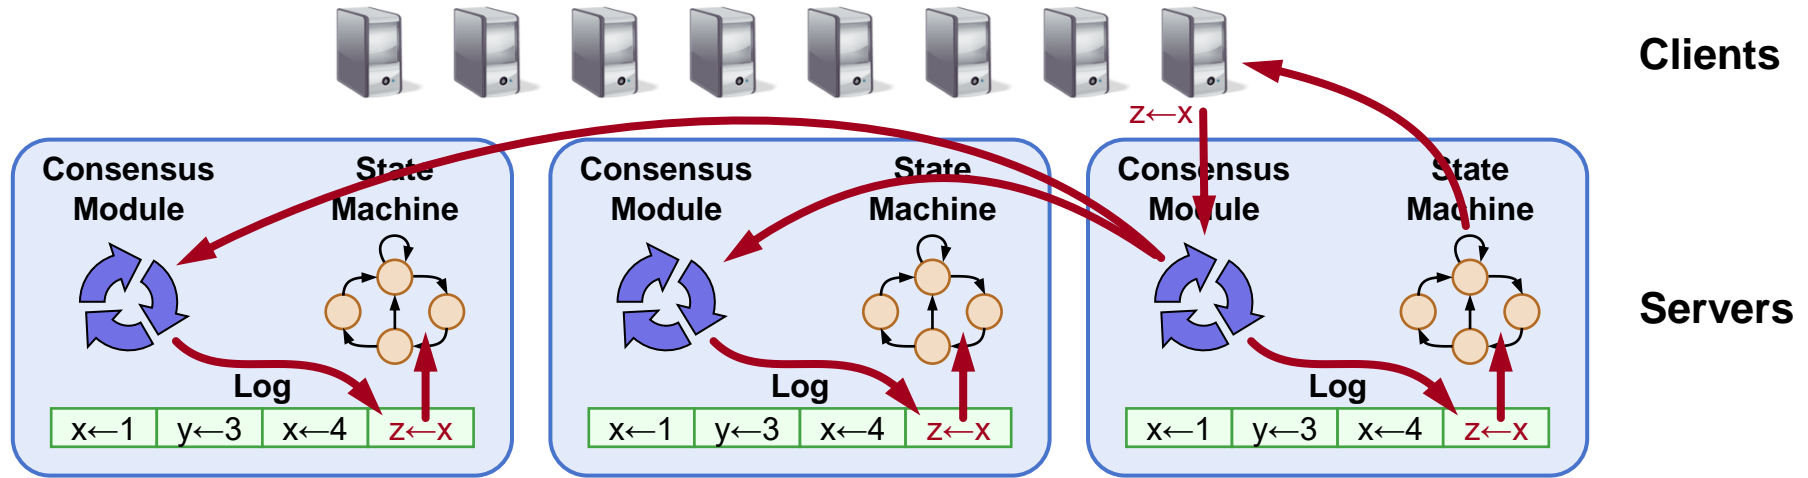 Clients
z←x
Consensus Module
State Machine
Log
x←1 y←3 x←4 z←x
Consensus Module
State Machine
Log
x←1 y←3 x←4 z←x
Consensus Module
State Machine
Log
x←1 y←3 x←4 z←x
Servers